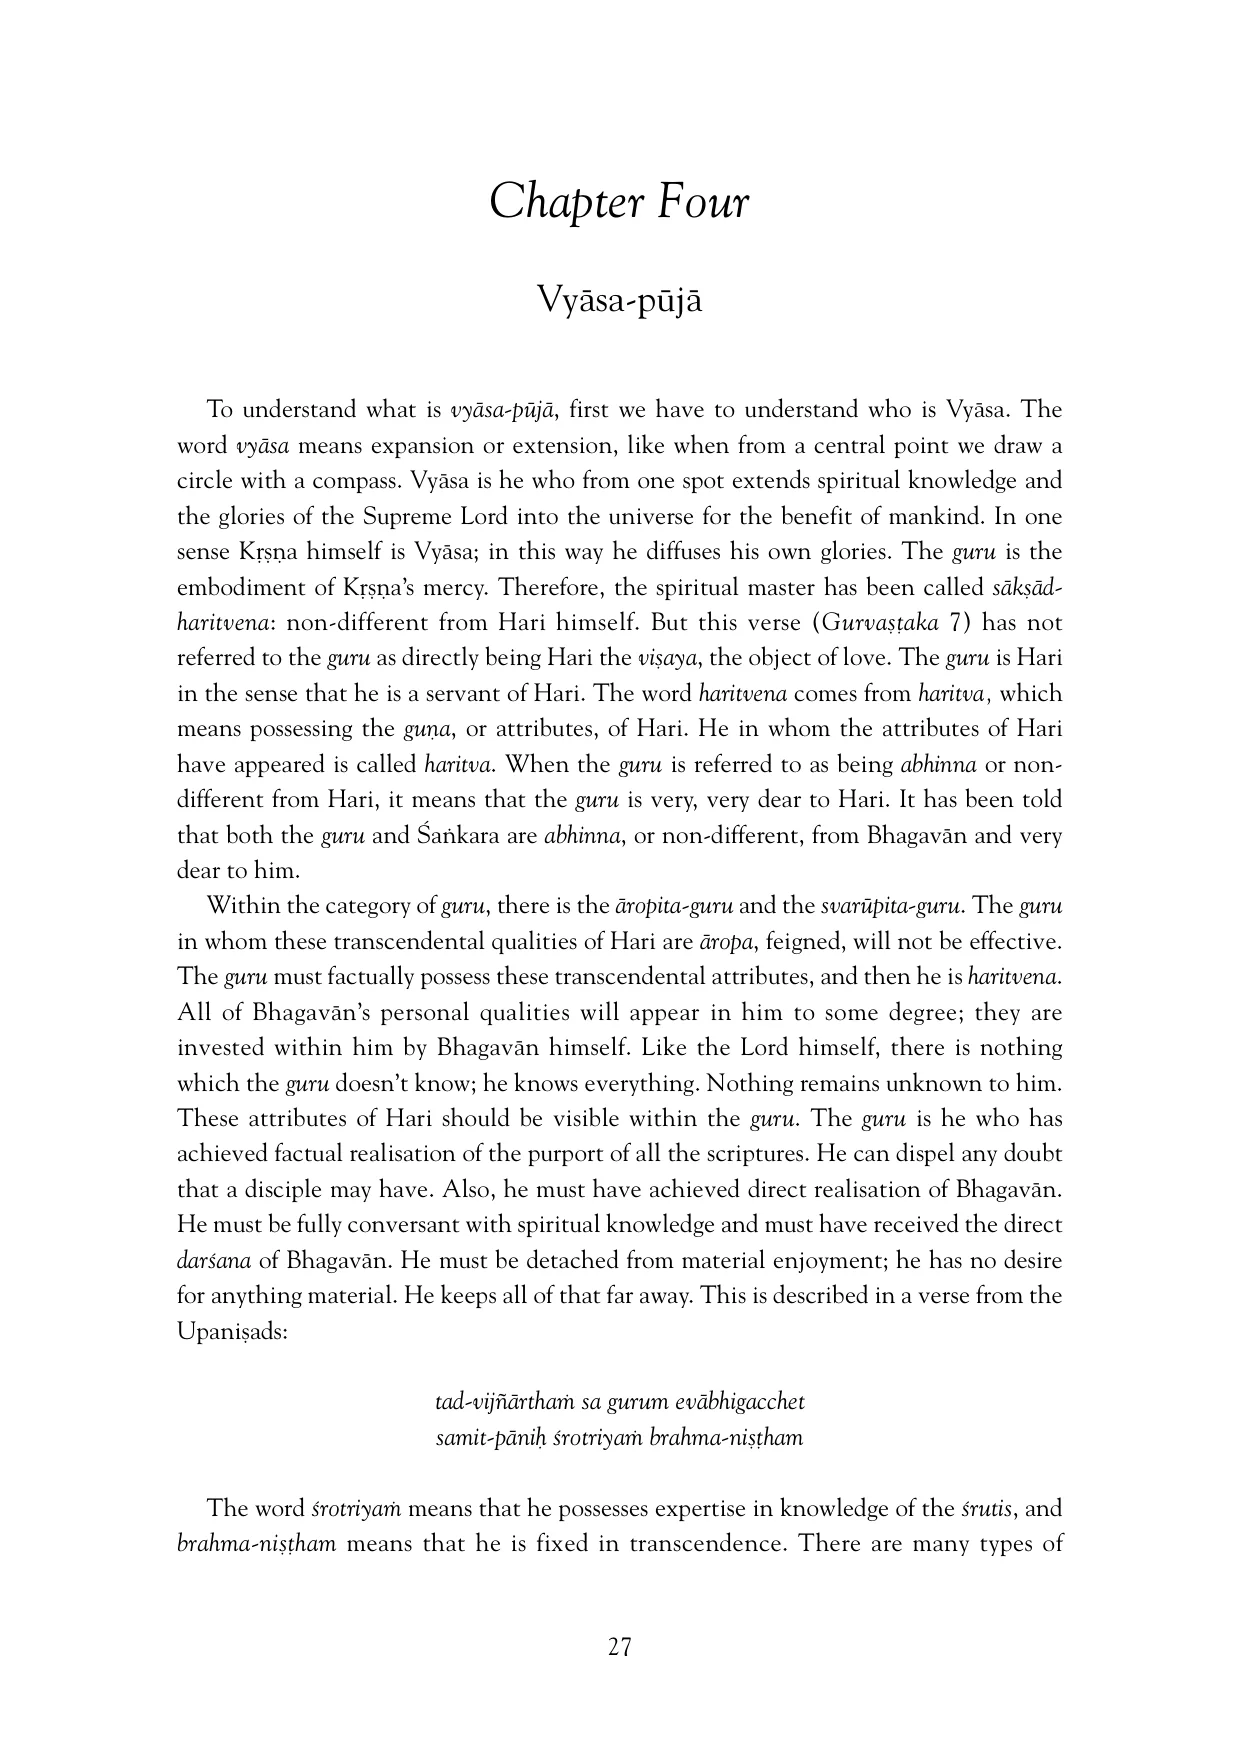 Chapter Four
Vyāsa-pūjā
To understand what is vyāsa-pūjā, first we have to understand who is Vyāsa. The
word vyāsa means expansion or extension, like when from a central point we draw a
circle with a compass. Vyāsa is he who from one spot extends spiritual knowledge and
the glories of the Supreme Lord into the universe for the benefit of mankind. In one
sense Kṛṣṇa himself is Vyāsa; in this way he diffuses his own glories. The guru is the
embodiment of Kṛṣṇa's mercy. Therefore, the spiritual master has been called sākṣād-
haritvena: non-different from Hari himself. But this verse (Gurvaṣṭaka 7) has not
referred to the guru as directly being Hari the viṣaya, the object of love. The guru is Hari
in the sense that he is a servant of Hari. The word haritvena comes from haritva, which
means possessing the guṇa, or attributes, of Hari. He in whom the attributes of Hari
have appeared is called haritva. When the guru is referred to as being abhinna or non-
different from Hari, it means that the guru is very, very dear to Hari. It has been told
that both the guru and Śaṅkara are abhinna, or non-different, from Bhagavān and very
dear to him.
Within the category of guru, there is the āropita-guru and the svarūpita-guru. The guru
in whom these transcendental qualities of Hari are āropa, feigned, will not be effective.
The guru must factually possess these transcendental attributes, and then he is haritvena.
All of Bhagavān's personal qualities will appear in him to some degree; they are
invested within him by Bhagavān himself. Like the Lord himself, there is nothing
which the guru doesn't know; he knows everything. Nothing remains unknown to him.
These attributes of Hari should be visible within the guru. The guru is he who has
achieved factual realisation of the purport of all the scriptures. He can dispel any doubt
that a disciple may have. Also, he must have achieved direct realisation of Bhagavān.
He must be fully conversant with spiritual knowledge and must have received the direct
darśana of Bhagavān. He must be detached from material enjoyment; he has no desire
for anything material. He keeps all of that far away. This is described in a verse from the
Upaniṣads:
tad-vijñārthaṁ sa gurum evābhigacchet
samit-pāniḥ śrotriyaṁ brahma-niṣṭham
The word śrotriyaṁ means that he possesses expertise in knowledge of the śrutis, and
brahma-niṣṭham means that he is fixed in transcendence. There are many types of
27